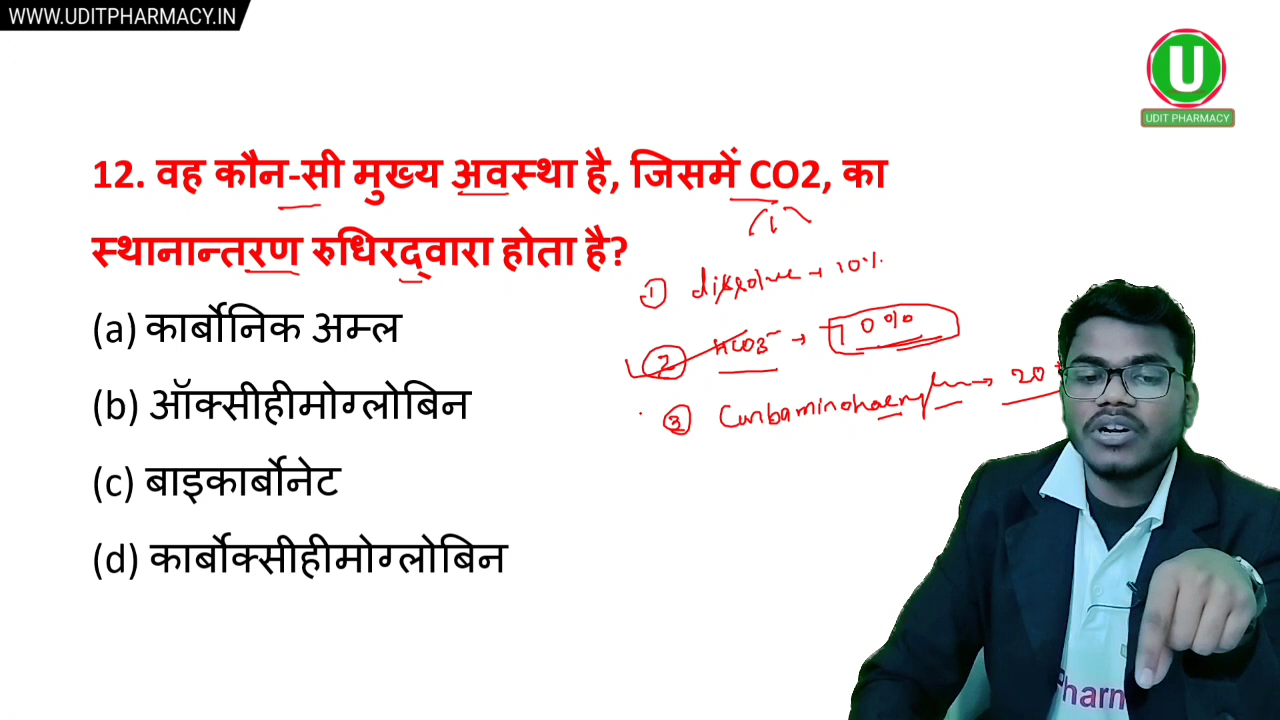 WWW.UDITPHARMACY.IN
U
UDIT PHARMACY
12. वह कौन-सी मुख्य अवस्था है, जिसमें CO2, का
स्थानान्तरण रुधिरद्वारा होता है?
(a) कार्बोनिक अम्ल
(b) ऑक्सीहीमोग्लोबिन
(c) बाइकार्बोनेट
(d) कार्बोक्सीहीमोग्लोबिन
① dissolve → 10%
② HCO3⁻ → 70%
③ → 20
Pharm